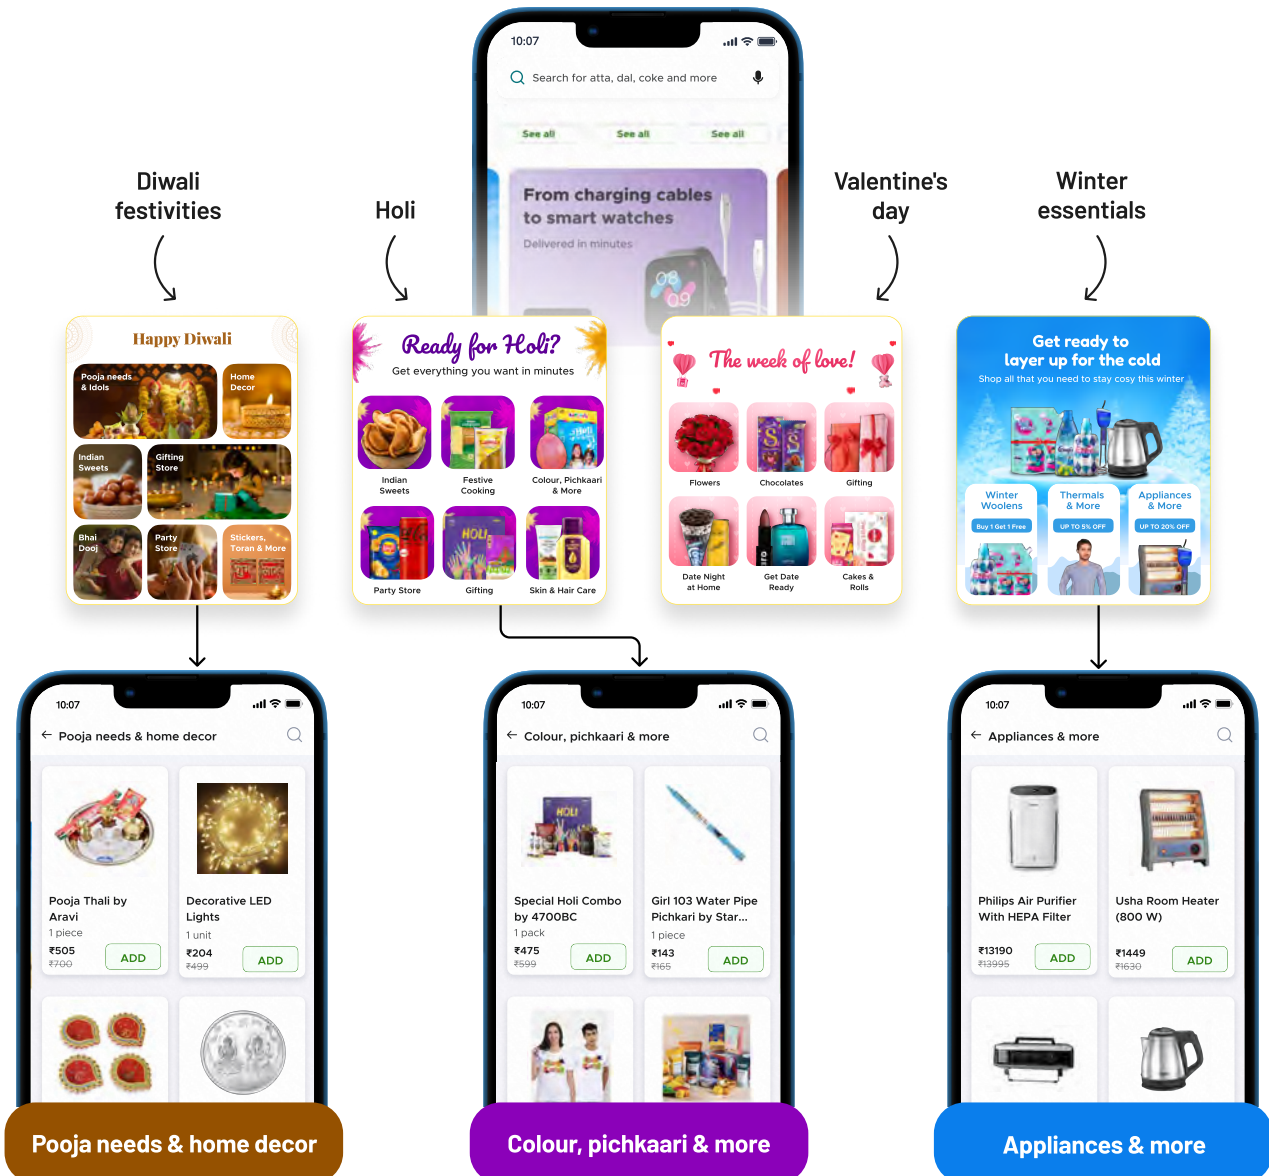 10:07
Search for atta, dal, coke and more
See all
See all
See all
From charging cables
to smart watches
Delivered in minutes
08
09
Diwali
festivities
Holi
Valentine's
day
Winter
essentials
Happy Diwali
Pooja needs
& Idols
Home
Decor
Indian
Sweets
Gifting
Store
Bhai
Dooj
Party
Store
Stickers,
Toran & More
शुभ लाभ
Ready for Holi?
Get everything you want in minutes
Holi
Indian
Sweets
Festive
Cooking
Colour, Pichkaari
& More
HOLI
Party Store
Gifting
Skin & Hair Care
The week of love!
Flowers
Chocolates
Gifting
Date Night
at Home
Get Date
Ready
Cakes &
Rolls
Get ready to
layer up for the cold
Shop all that you need to stay cosy this winter
Winter
Woolens
Buy 1 Get 1 Free
Thermals
& More
UP TO 5% OFF
Appliances
& More
UP TO 20% OFF
10:07
Pooja needs & home decor
Pooja Thali by
Aravi
1 piece
₹505
₹700
ADD
Decorative LED
Lights
1 unit
₹204
₹499
ADD
Pooja needs & home decor
10:07
Colour, pichkaari & more
HOLI
Special Holi Combo
by 4700BC
1 pack
₹475
₹599
ADD
Girl 103 Water Pipe
Pichkari by Star...
1 piece
₹143
₹165
ADD
Colour, pichkaari & more
10:07
Appliances & more
Philips Air Purifier
With HEPA Filter
₹13190
₹13995
ADD
Usha Room Heater
(800 W)
₹1449
₹1630
ADD
Appliances & more